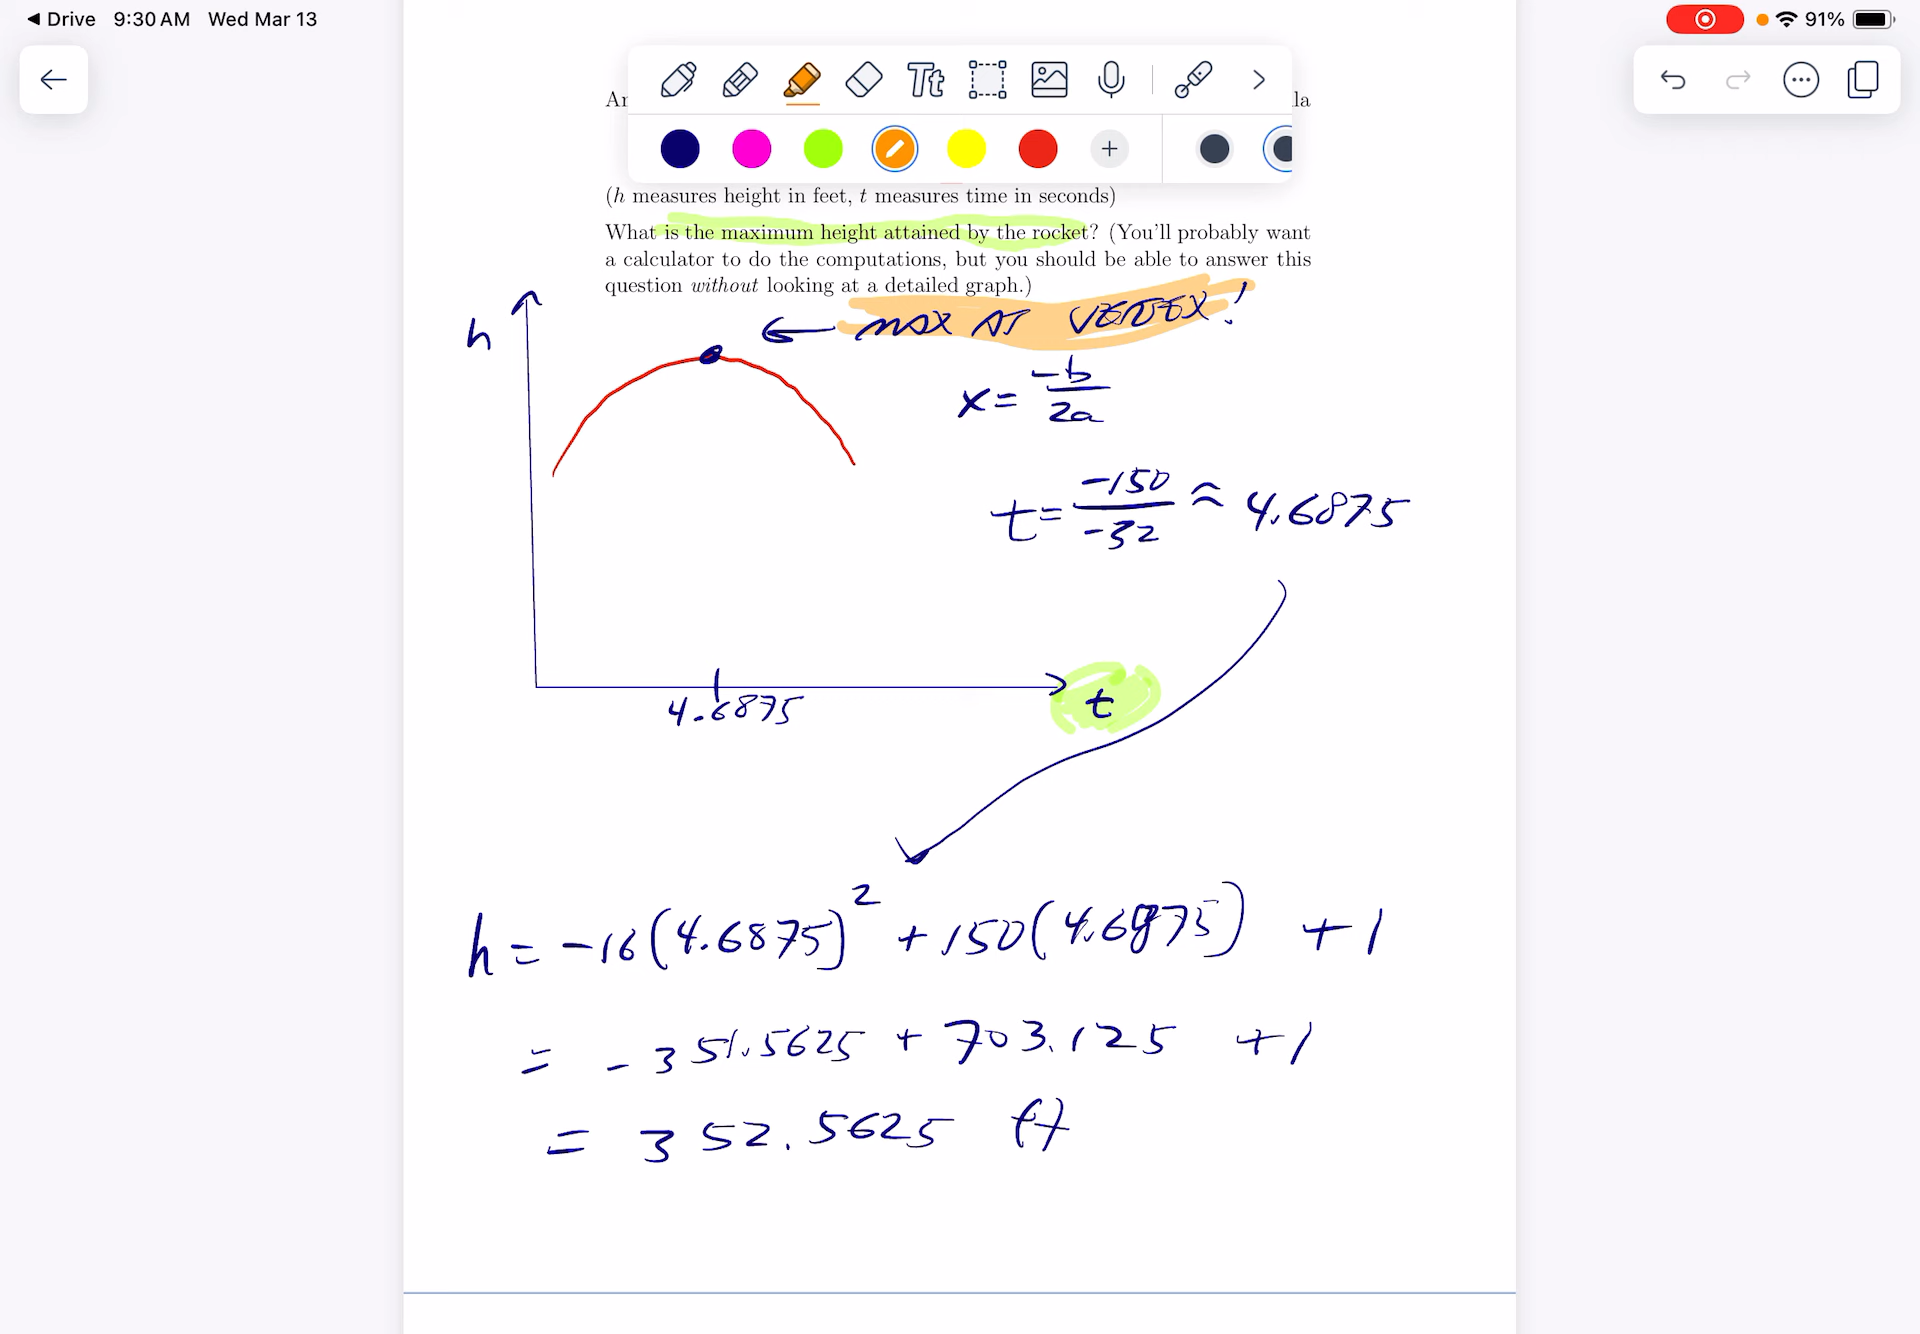 Drive 9:30 AM Wed Mar 13
91%
Tt
la
(h measures height in feet, t measures time in seconds)
What is the maximum height attained by the rocket? (You'll probably want
a calculator to do the computations, but you should be able to answer this
question without looking at a detailed graph.)
h
← MAX AT VERTEX!
x = -b/2a
t = -150/-32 ≈ 4.6875
4.6875
t
h = -16(4.6875)² + 150(4.6875) + 1
= -351.5625 + 703.125 + 1
= 352.5625 ft